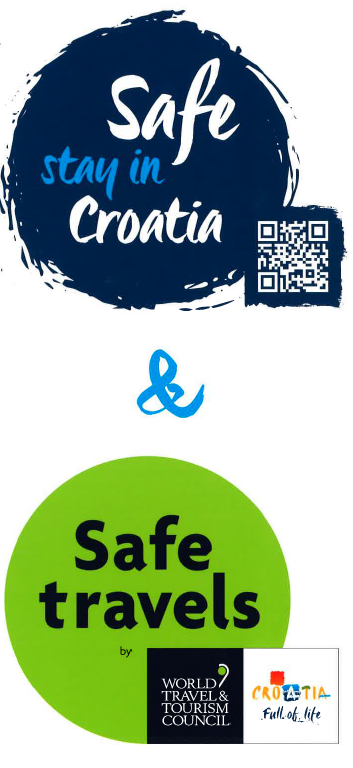 Safe
stay in
Croatia
&
Safe
travels
by
WORLD
TRAVEL &
TOURISM
COUNCIL
CROATIA
Full of life